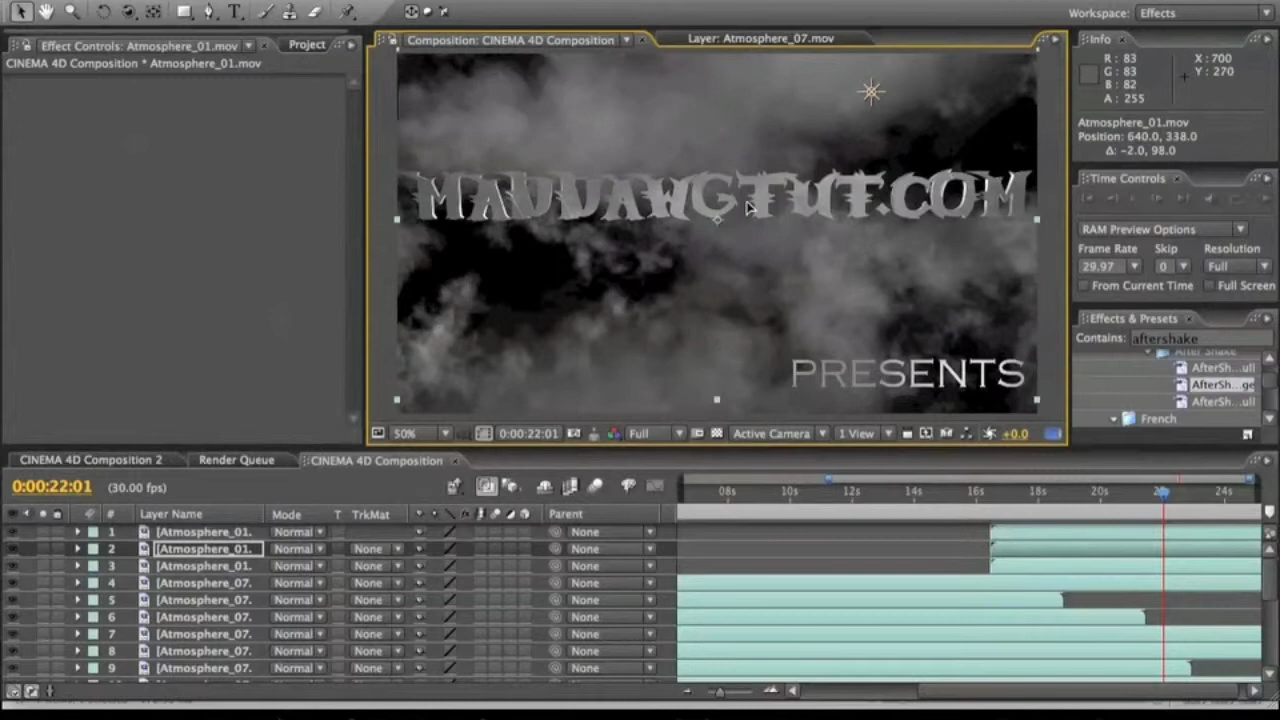 Workspace: Effects
Effect Controls: Atmosphere_01.mov
Project
CINEMA 4D Composition * Atmosphere_01.mov
Composition: CINEMA 4D Composition
Layer: Atmosphere_07.mov
MADDAWGTUT.COM
PRESENTS
50%
0:00:22:01
Full
Active Camera
1 View
+0.0
Info
R: 83
G: 83
B: 82
A: 255
X: 700
Y: 270
Atmosphere_01.mov
Position: 640.0, 338.0
Δ: -2.0, 98.0
Time Controls
RAM Preview Options
Frame Rate Skip Resolution
29.97 0 Full
From Current Time Full Screen
Effects & Presets
Contains: aftershake
After Shake
AfterSh...ull
AfterSh...ge
AfterSh...ull
French
CINEMA 4D Composition 2
Render Queue
CINEMA 4D Composition
0:00:22:01 (30.00 fps)
08s 10s 12s 14s 16s 18s 20s 22s 24s
# Layer Name Mode T TrkMat Parent
1 [Atmosphere_01. Normal None
2 [Atmosphere_01. Normal None None
3 [Atmosphere_01. Normal None None
4 [Atmosphere_07. Normal None None
5 [Atmosphere_07. Normal None None
6 [Atmosphere_07. Normal None None
7 [Atmosphere_07. Normal None None
8 [Atmosphere_07. Normal None None
9 [Atmosphere_07. Normal None None